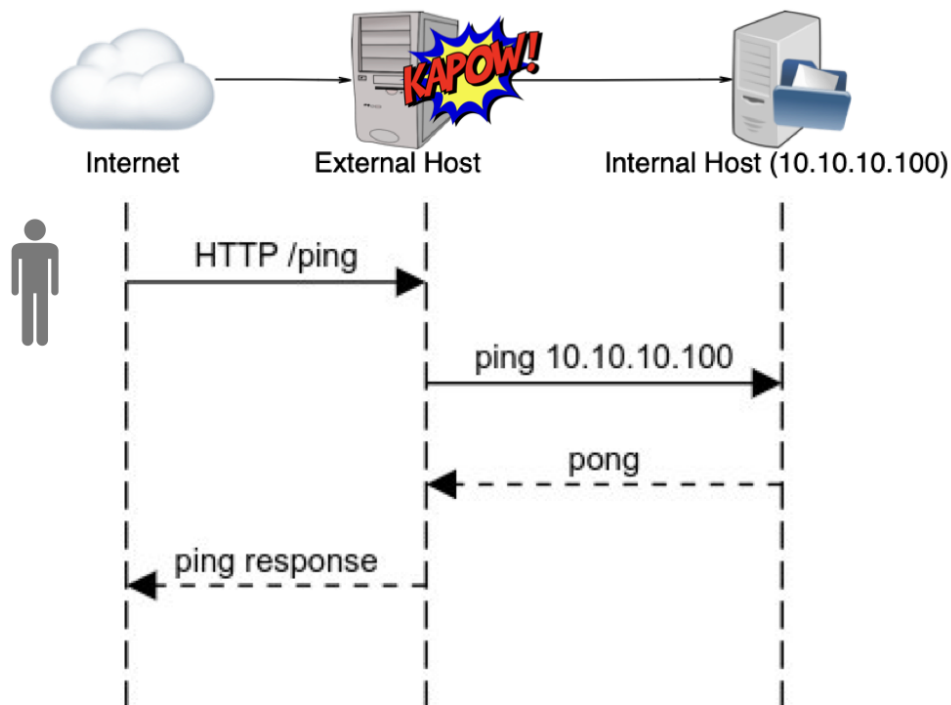 KAPOW!
Internet
External Host
Internal Host (10.10.10.100)
HTTP /ping
ping 10.10.10.100
pong
ping response